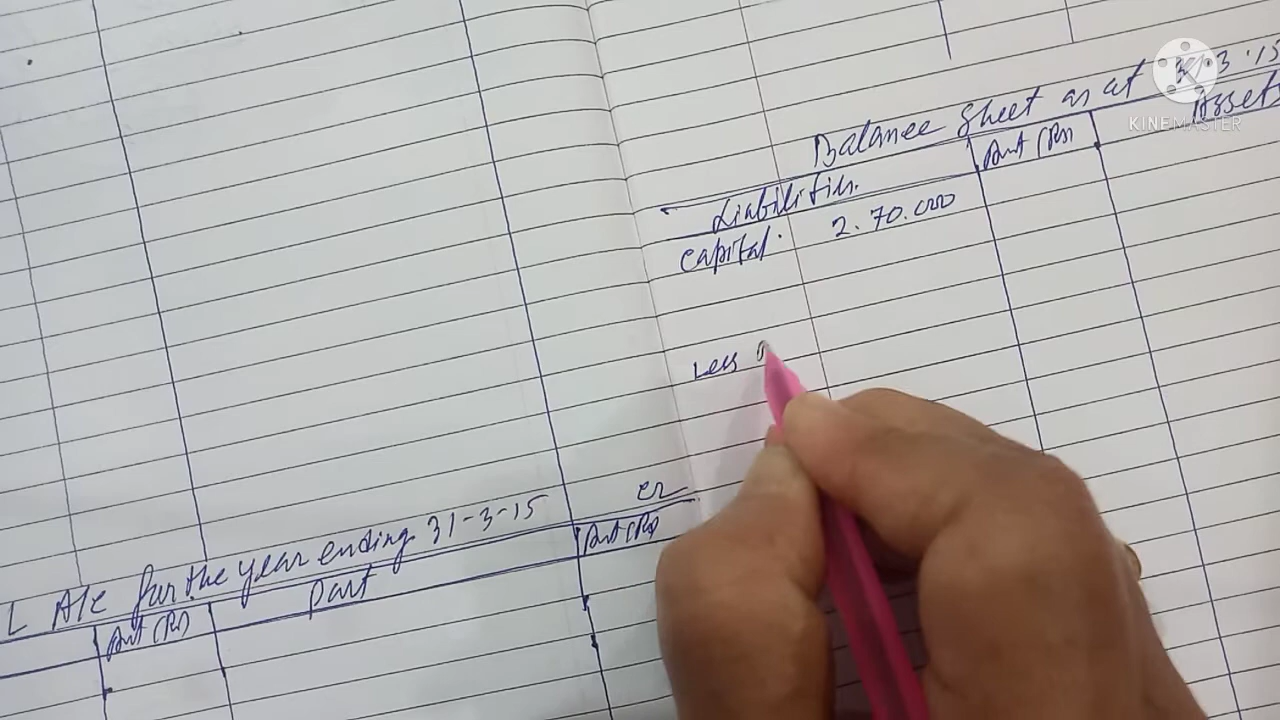 Balance Sheet as at 31.3.15
Liabilities. Amt (Rs) Assets
Capital. 2.70.000
Less
L A/c for the year ending 31-3-15 cr
Amt (Rs) Part Amt (Rs)
KINEMASTER